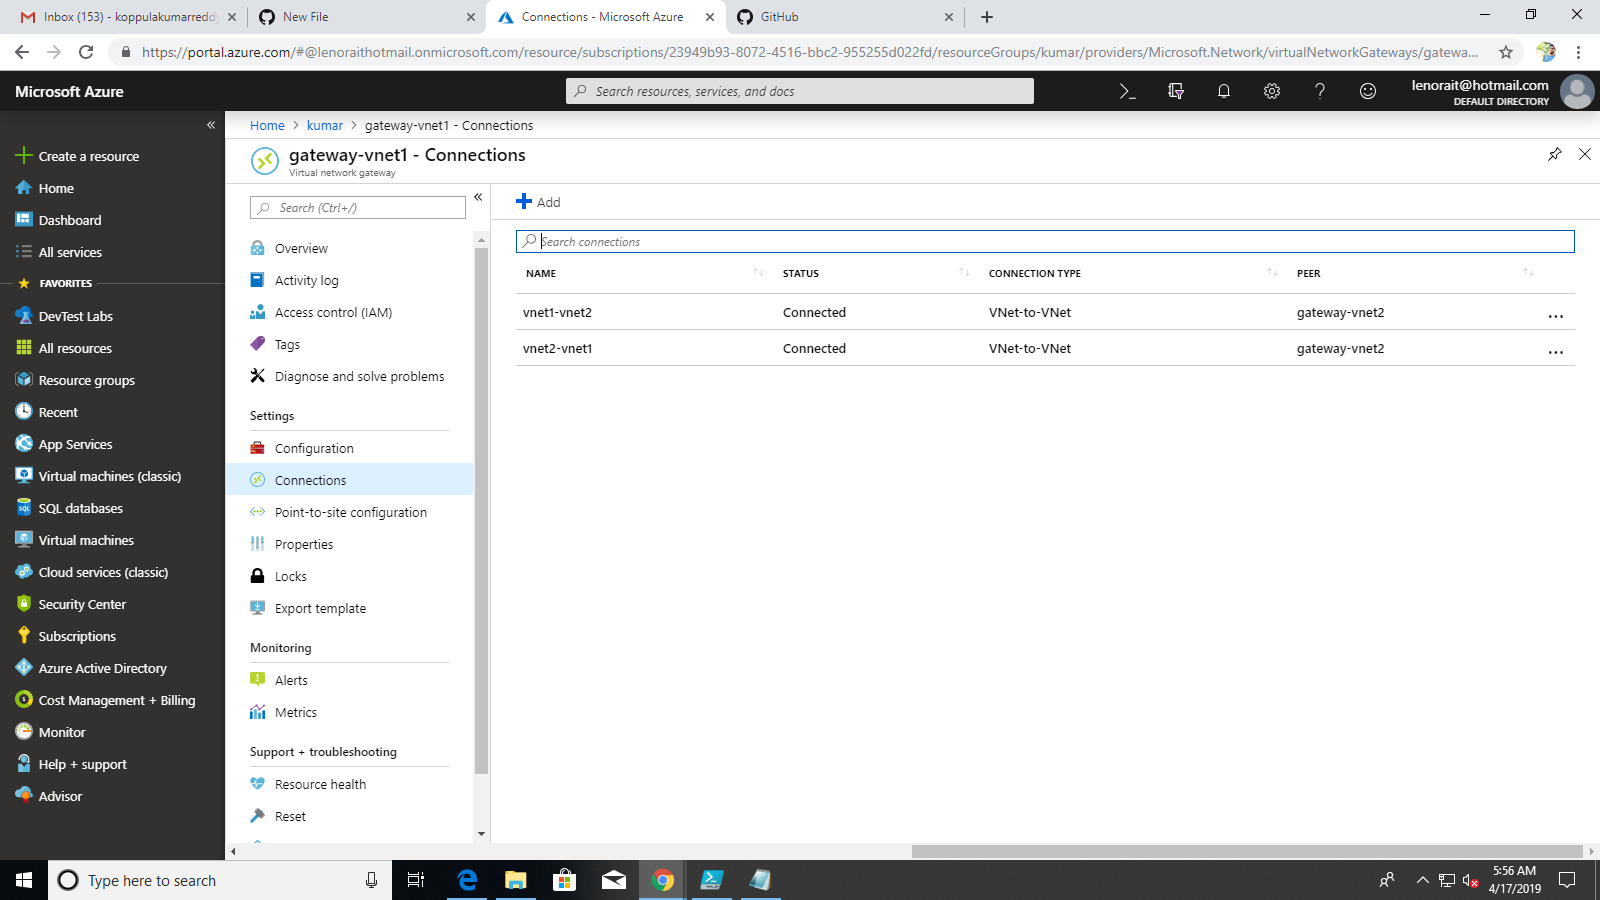 Inbox (153) - koppulakumarreddy
New File
Connections - Microsoft Azure
GitHub
https://portal.azure.com/#@lenoraithotmail.onmicrosoft.com/resource/subscriptions/23949b93-8072-4516-bbc2-955255d022fd/resourceGroups/kumar/providers/Microsoft.Network/virtualNetworkGateways/gatewa...
Microsoft Azure
Search resources, services, and docs
lenorait@hotmail.com
DEFAULT DIRECTORY
Create a resource
Home
Dashboard
All services
FAVORITES
DevTest Labs
All resources
Resource groups
Recent
App Services
Virtual machines (classic)
SQL databases
Virtual machines
Cloud services (classic)
Security Center
Subscriptions
Azure Active Directory
Cost Management + Billing
Monitor
Help + support
Advisor
Home > kumar > gateway-vnet1 - Connections
gateway-vnet1 - Connections
Virtual network gateway
Search (Ctrl+/)
Overview
Activity log
Access control (IAM)
Tags
Diagnose and solve problems
Settings
Configuration
Connections
Point-to-site configuration
Properties
Locks
Export template
Monitoring
Alerts
Metrics
Support + troubleshooting
Resource health
Reset
Add
Search connections
NAME STATUS CONNECTION TYPE PEER
vnet1-vnet2 Connected VNet-to-VNet gateway-vnet2 ...
vnet2-vnet1 Connected VNet-to-VNet gateway-vnet2 ...
Type here to search
5:56 AM
4/17/2019